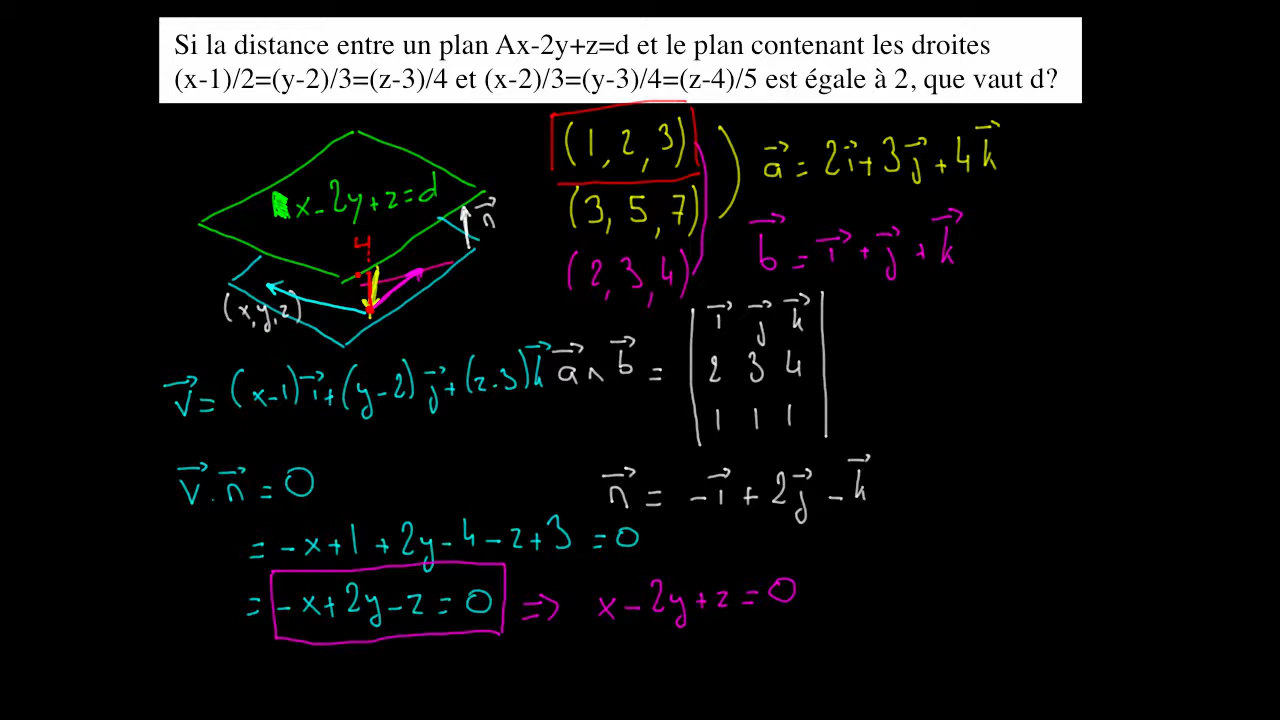 Si la distance entre un plan Ax-2y+z=d et le plan contenant les droites
(x-1)/2=(y-2)/3=(z-3)/4 et (x-2)/3=(y-3)/4=(z-4)/5 est égale à 2, que vaut d?
(1, 2, 3)
a⃗ = 2i⃗ + 3j⃗ + 4k⃗
x-2y+z=d
(3, 5, 7)
n⃗
4
b⃗ = i⃗ + j⃗ + k⃗
(2, 3, 4)
(x,y,z)
i⃗ j⃗ k⃗
v⃗ = (x-1)i⃗+(y-2)j⃗+(z-3)k⃗
a⃗ ∧ b⃗ = 2 3 4
1 1 1
v⃗ . n⃗ = 0
n⃗ = -i⃗ + 2j⃗ - k⃗
= -x+1+2y-4-z+3 = 0
= -x+2y-z = 0 ⇒ x-2y+z=0